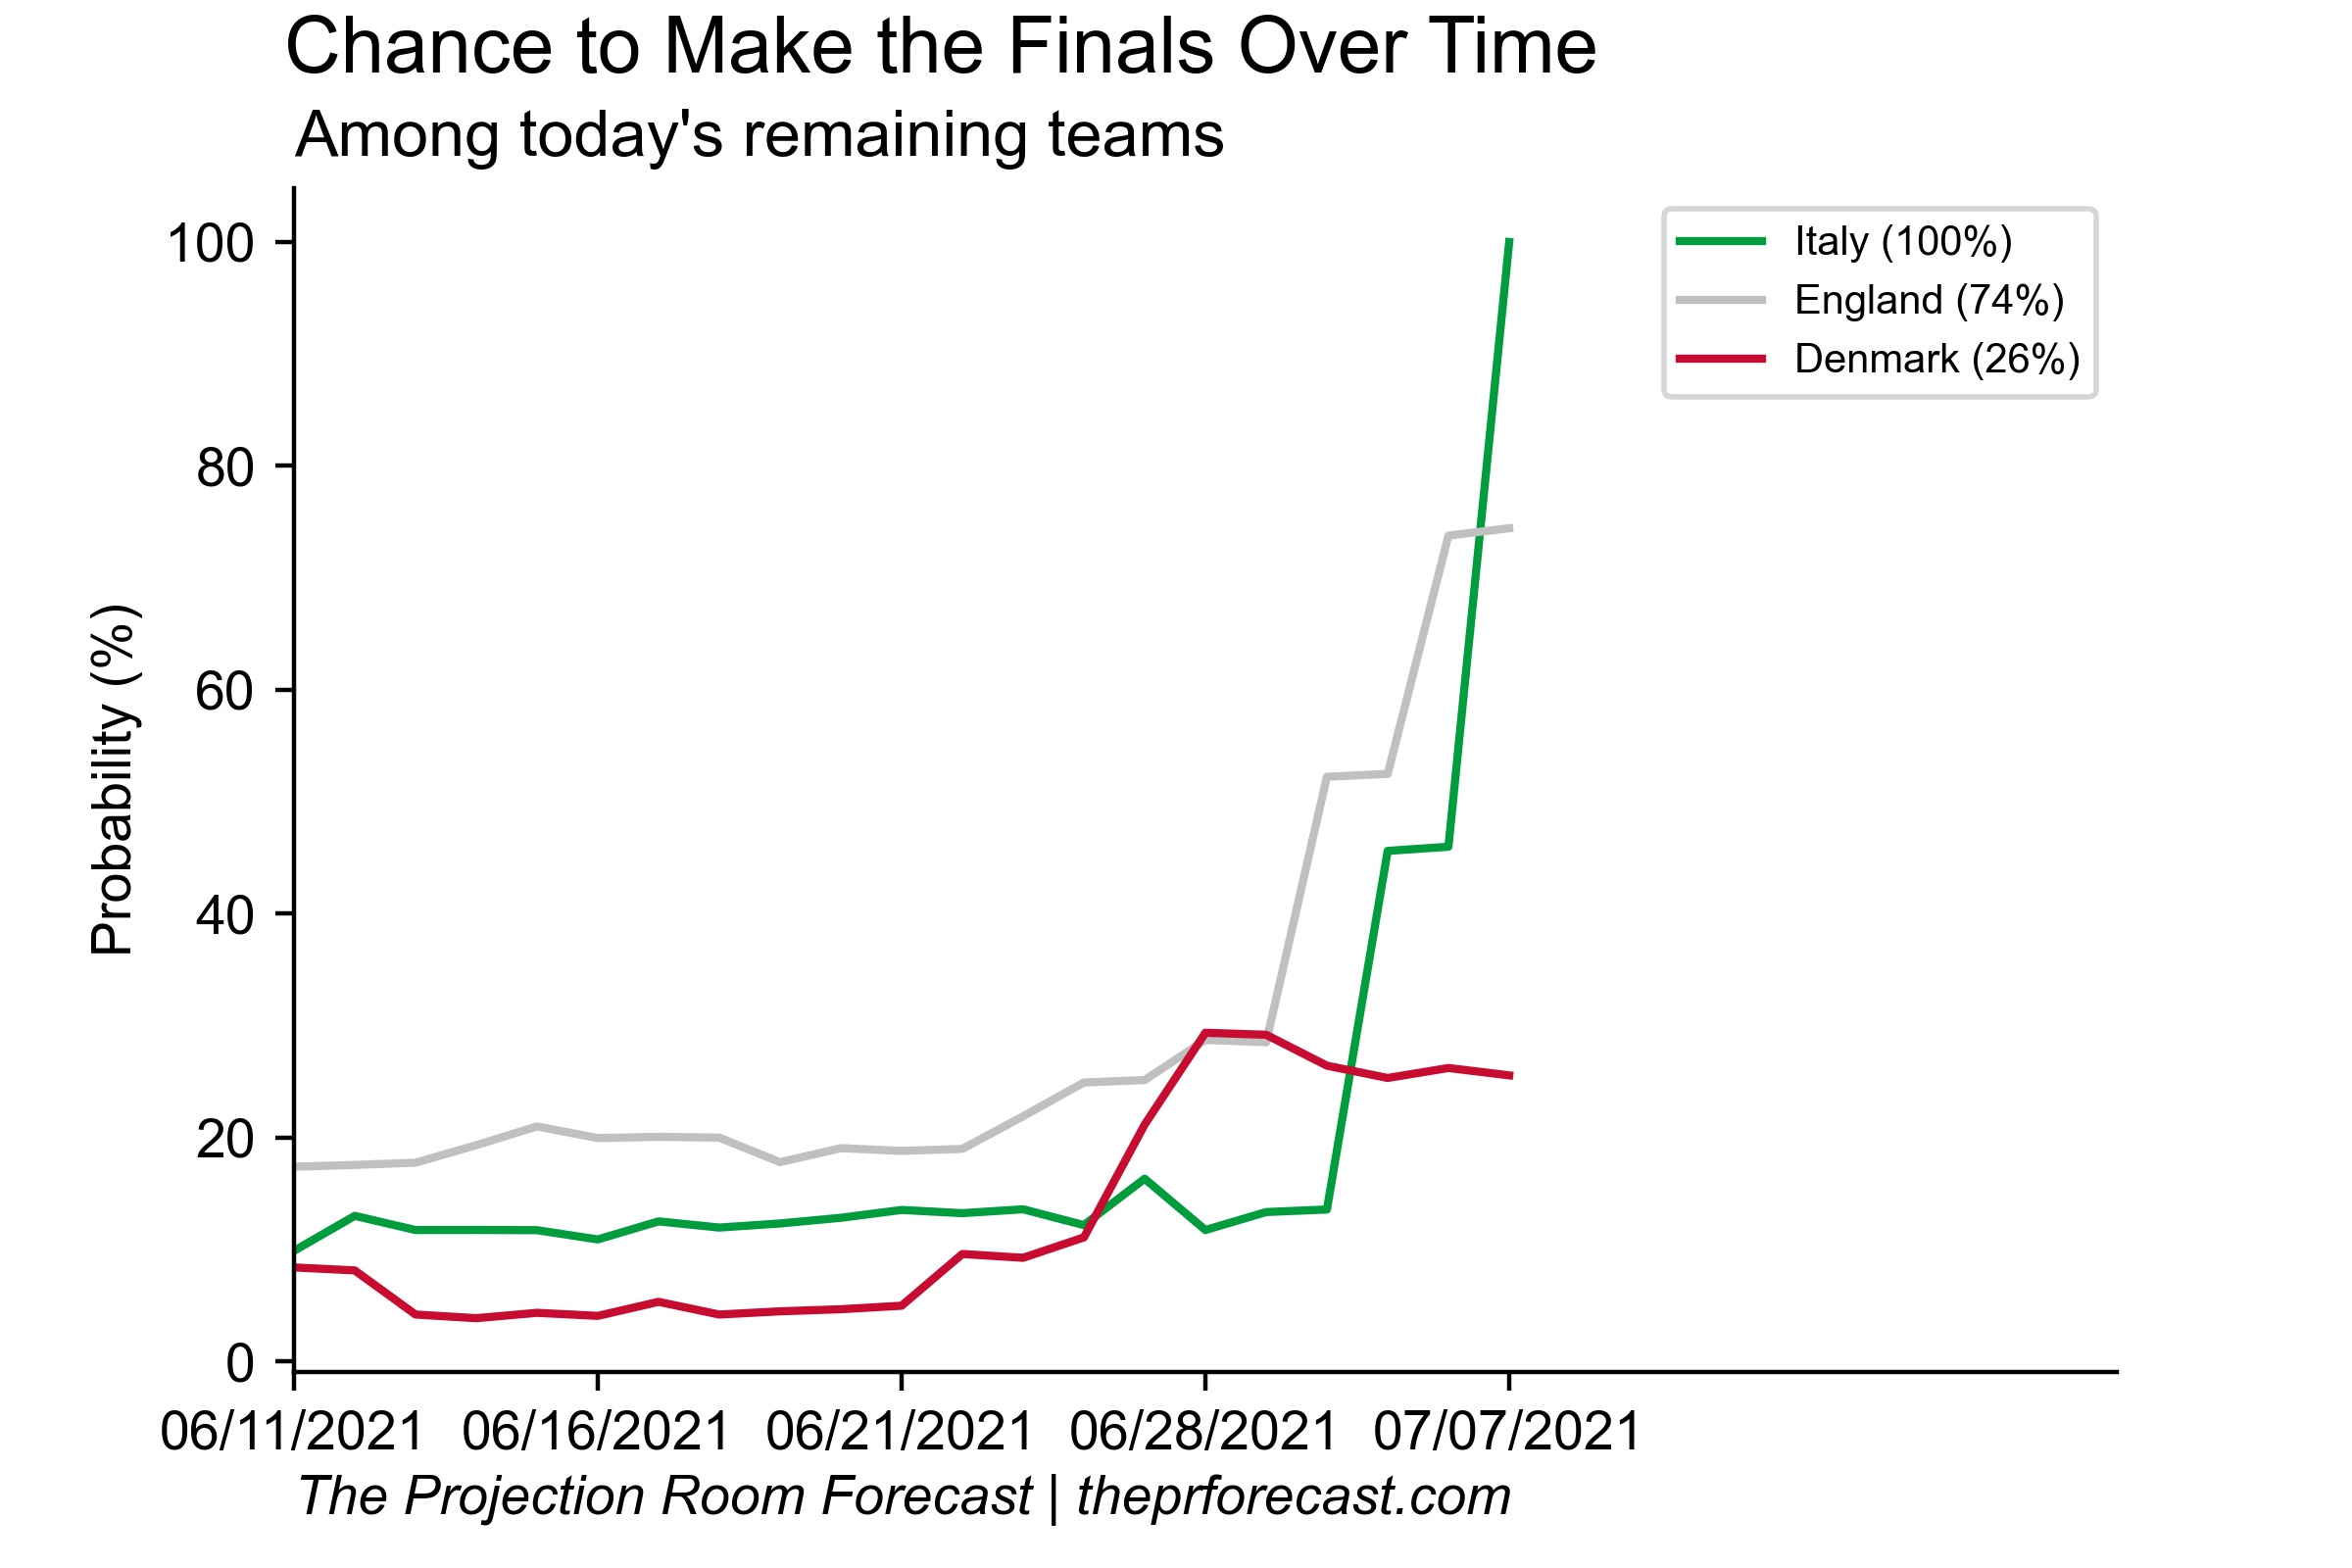 Chance to Make the Finals Over Time
Among today's remaining teams
Italy (100%)
England (74%)
Denmark (26%)
Probability (%)
100
80
60
40
20
0
06/11/2021 06/16/2021 06/21/2021 06/28/2021 07/07/2021
The Projection Room Forecast | theprforecast.com